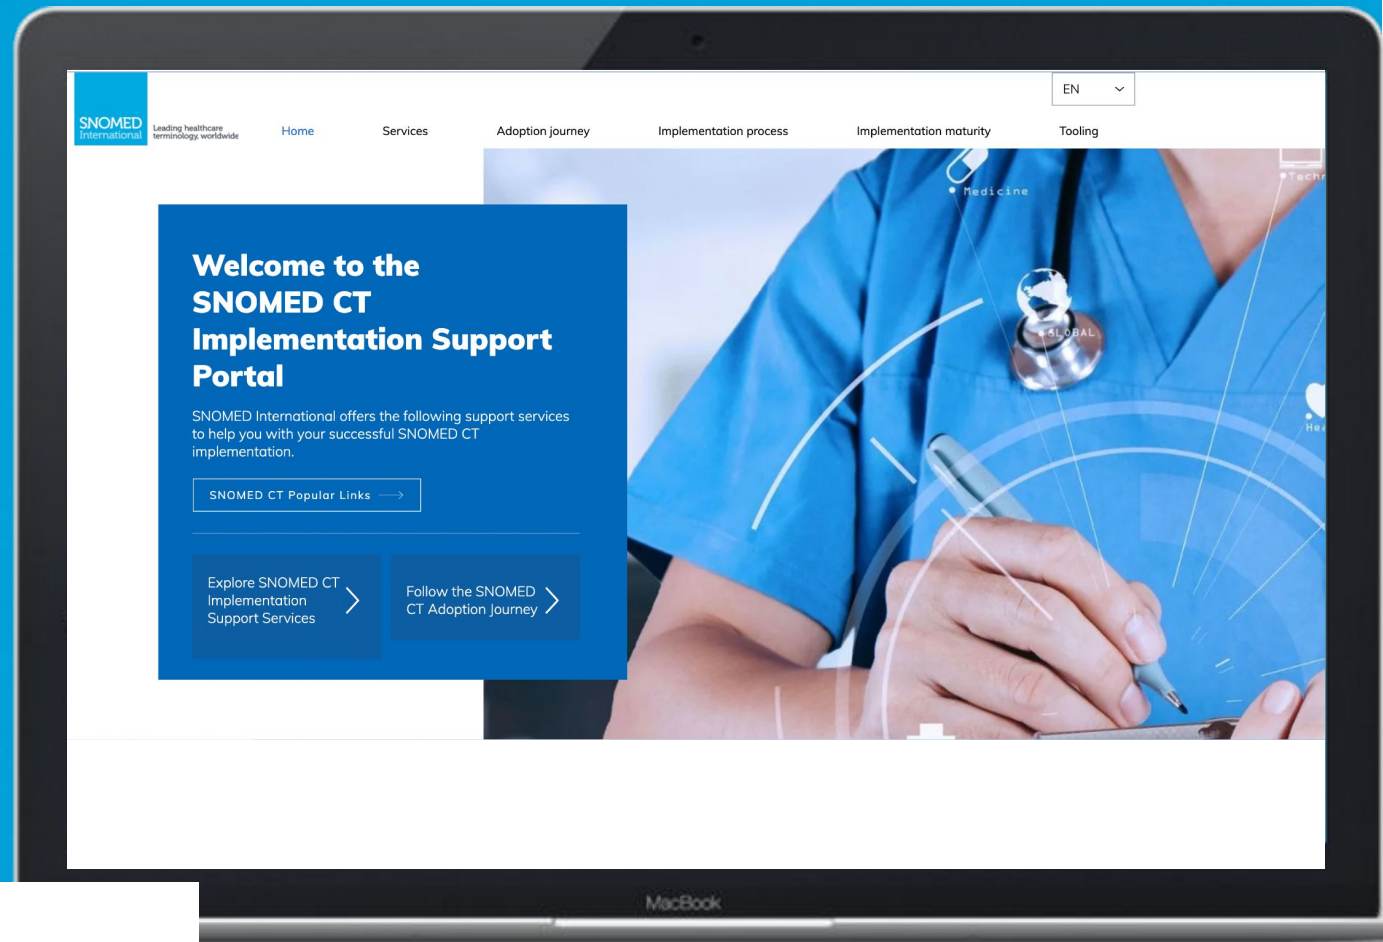 EN
SNOMED
International
Leading healthcare
terminology, worldwide
Home
Services
Adoption journey
Implementation process
Implementation maturity
Tooling
Medicine
GLOBAL
Welcome to the
SNOMED CT
Implementation Support
Portal
SNOMED International offers the following support services
to help you with your successful SNOMED CT
implementation.
SNOMED CT Popular Links
Explore SNOMED CT
Implementation
Support Services
Follow the SNOMED
CT Adoption Journey
MacBook